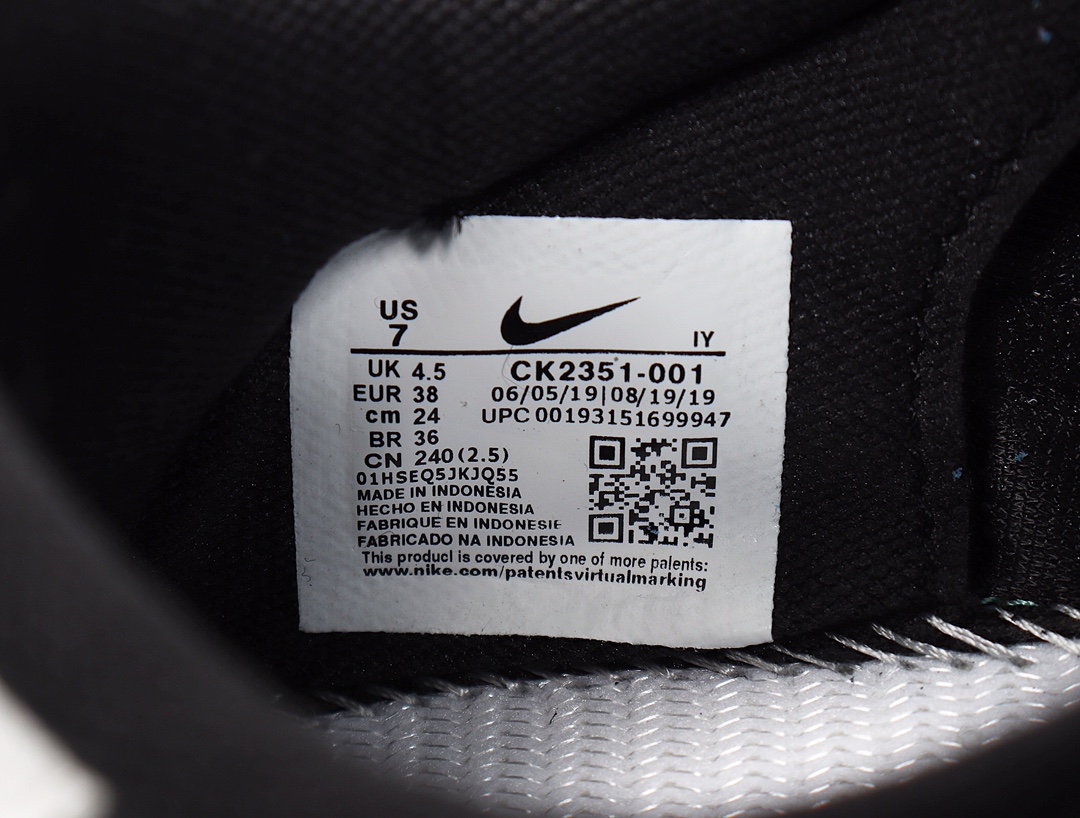 US
7
IY
UK 4.5
CK2351-001
EUR 38
06/05/19|08/19/19
cm 24
UPC 00193151699947
BR 36
CN 240(2.5)
01HSEQ5JKJQ55
MADE IN INDONESIA
HECHO EN INDONESIA
FABRIQUE EN INDONESIE
FABRICADO NA INDONESIA
This producl is covered by one of more palents:
www.nike.com/patentsvirtualmarking